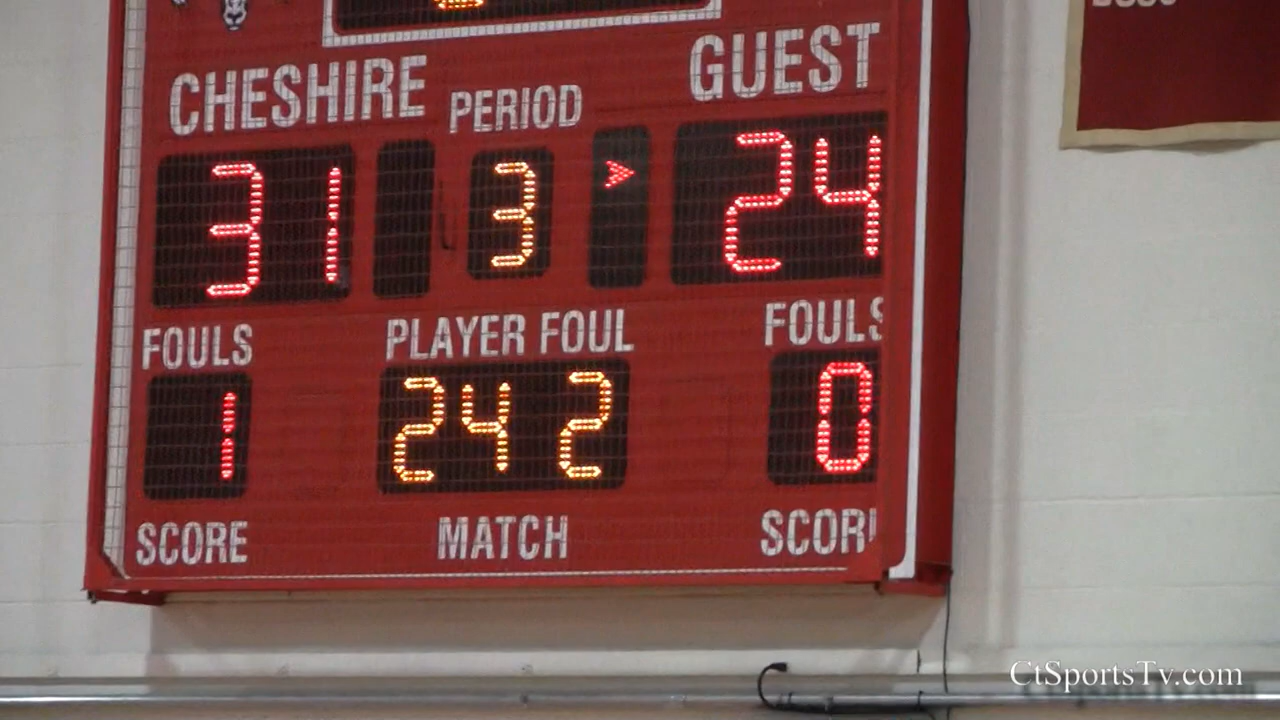 CHESHIRE PERIOD GUEST
31 3 24
FOULS PLAYER FOUL FOULS
1 24 2 0
SCORE MATCH SCOR
CtSportsTv.com